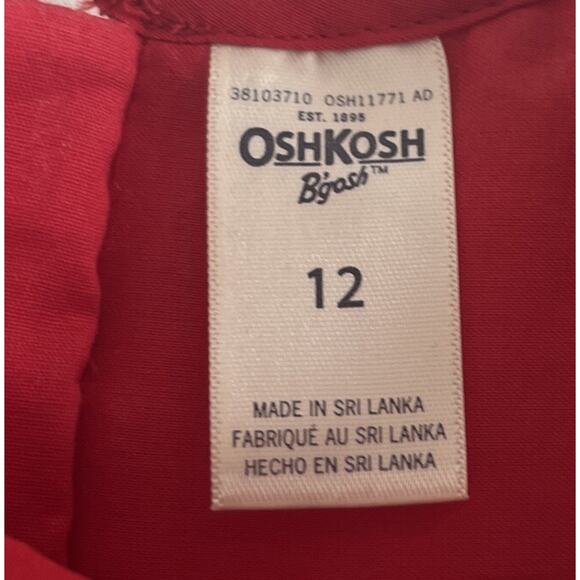 38103710 OSH11771 AD
EST. 1895
OSHKOSH
B'gosh™
12
MADE IN SRI LANKA
FABRIQUÉ AU SRI LANKA
HECHO EN SRI LANKA